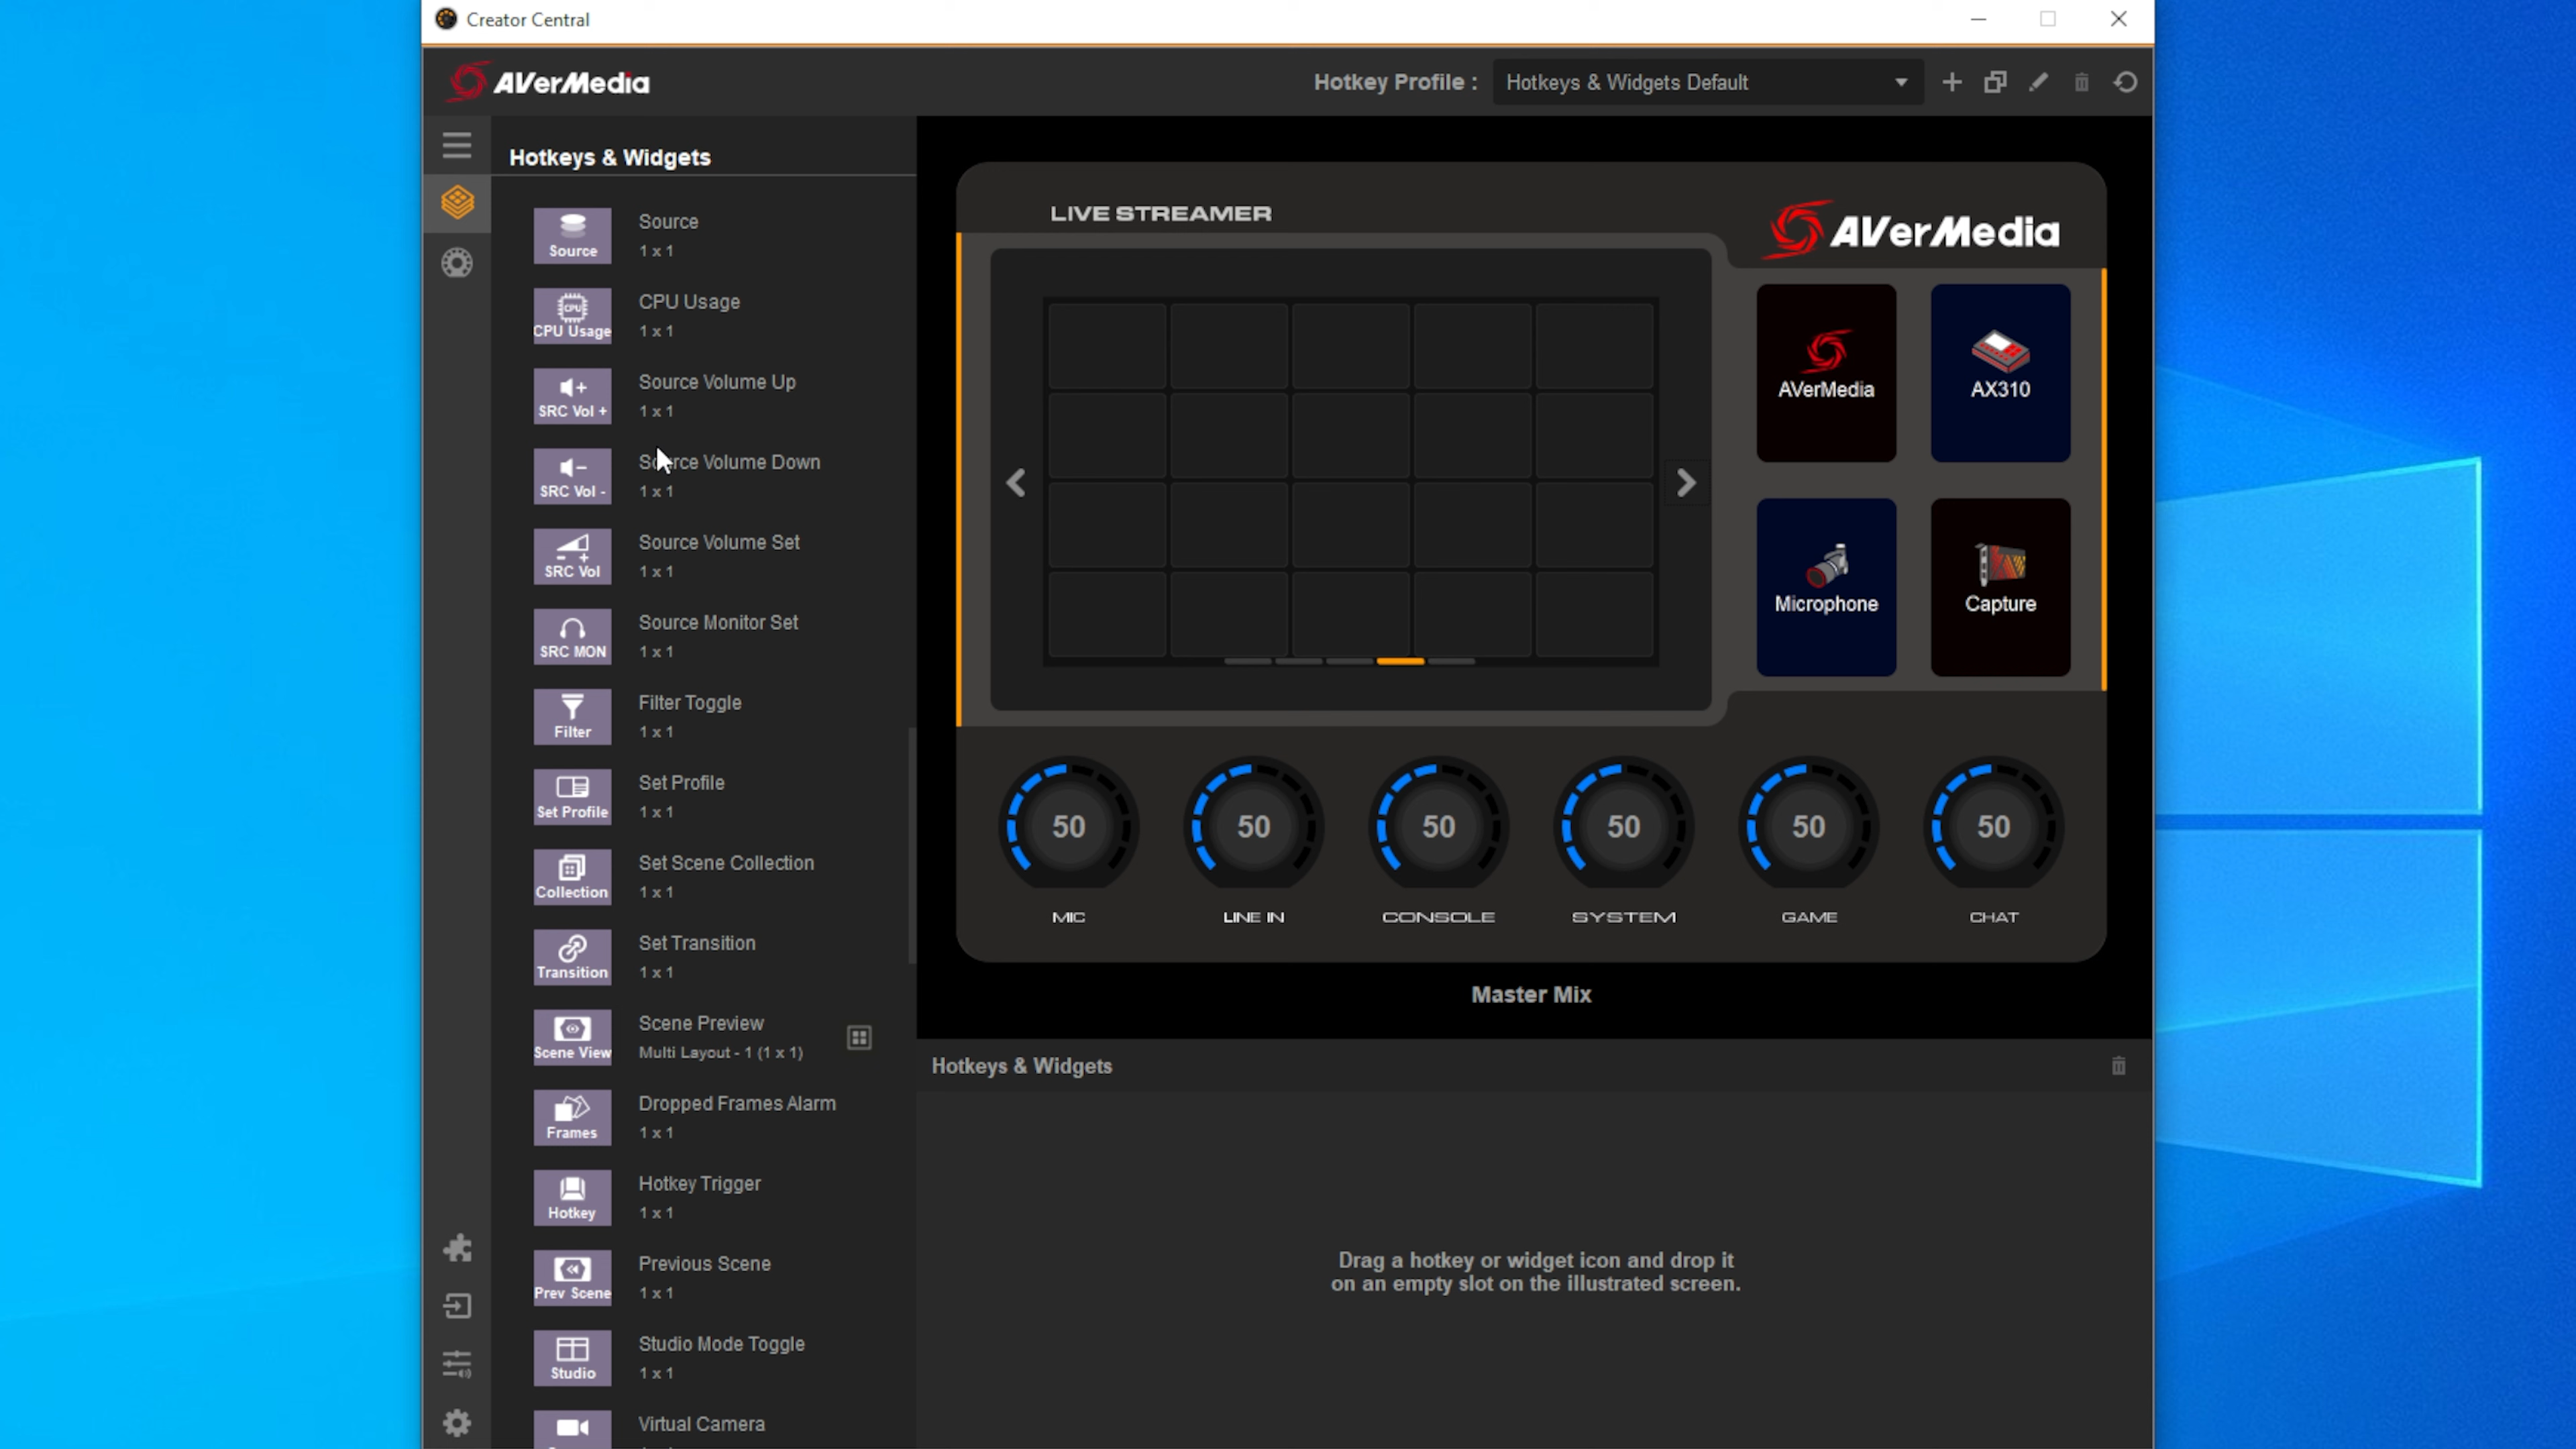 Creator Central
AVerMedia
Hotkey Profile :
Hotkeys & Widgets Default
Hotkeys & Widgets
Source
Source
1 x 1
CPU
CPU Usage
CPU Usage
1 x 1
SRC Vol +
Source Volume Up
1 x 1
SRC Vol -
Source Volume Down
1 x 1
SRC Vol
Source Volume Set
1 x 1
SRC MON
Source Monitor Set
1 x 1
Filter
Filter Toggle
1 x 1
Set Profile
Set Profile
1 x 1
Collection
Set Scene Collection
1 x 1
Transition
Set Transition
1 x 1
Scene View
Scene Preview
Multi Layout - 1 (1 x 1)
Frames
Dropped Frames Alarm
1 x 1
Hotkey
Hotkey Trigger
1 x 1
Prev Scene
Previous Scene
1 x 1
Studio
Studio Mode Toggle
1 x 1
Virtual Camera
LIVE STREAMER
AVerMedia
AVerMedia
AX310
Microphone
Capture
50
50
50
50
50
50
MIC
LINE IN
CONSOLE
SYSTEM
GAME
CHAT
Master Mix
Hotkeys & Widgets
Drag a hotkey or widget icon and drop it
on an empty slot on the illustrated screen.